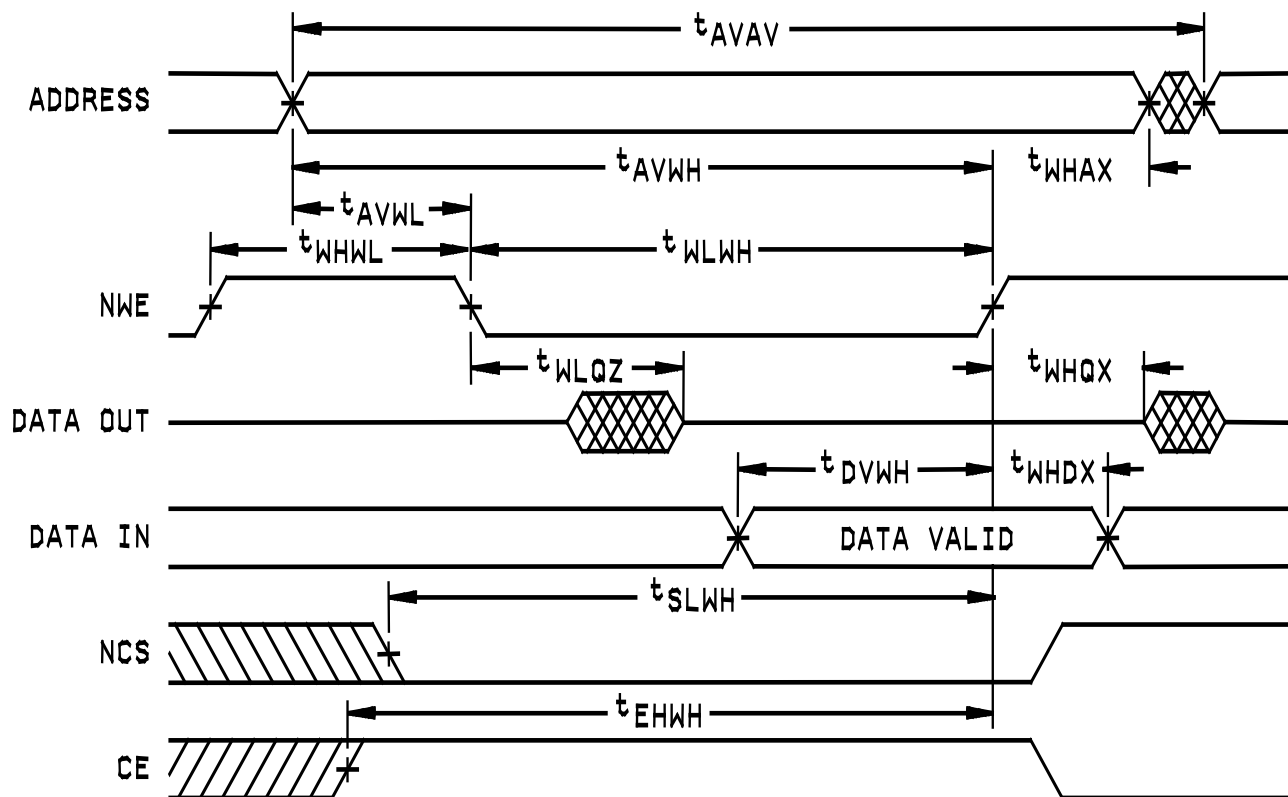 tAVAV
ADDRESS
tAVWH tWHAX
tAVWL
tWHWL tWLWH
NWE
tWLQZ tWHQX
DATA OUT
tDVWH tWHDX
DATA IN DATA VALID
tSLWH
NCS
tEHWH
CE